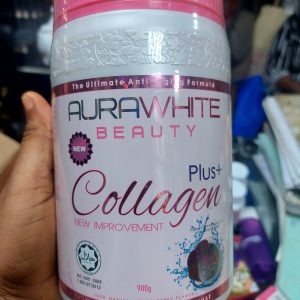 The Ultimate Anti-Aging Formula
AURAWHITE
BEAUTY
NEW
Plus+
Collagen
NEW IMPROVEMENT
900g